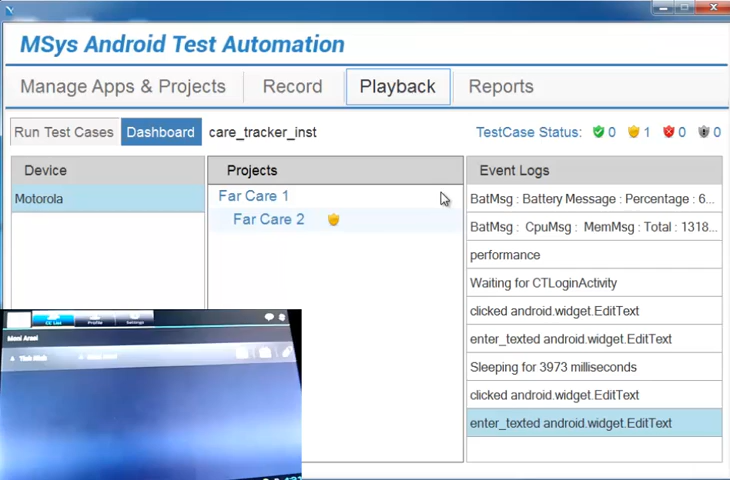 MSys Android Test Automation
Manage Apps & Projects Record Playback Reports
Run Test Cases Dashboard care_tracker_inst TestCase Status: 0 1 0 0
Device Projects Event Logs
Motorola
Far Care 1
Far Care 2
BatMsg : Battery Message : Percentage : 6...
BatMsg : CpuMsg : MemMsg : Total : 1318...
performance
Waiting for CTLoginActivity
clicked android.widget.EditText
enter_texted android.widget.EditText
Sleeping for 3973 milliseconds
clicked android.widget.EditText
enter_texted android.widget.EditText
CE List Profile Settings